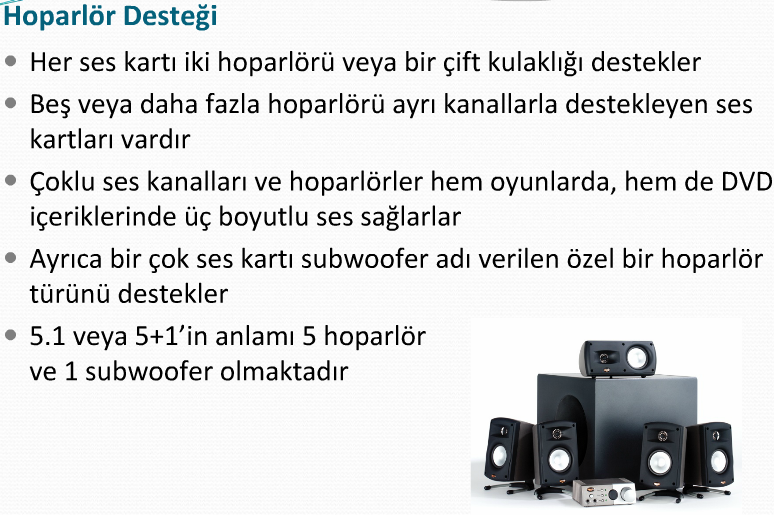 Hoparlör Desteği
• Her ses kartı iki hoparlörü veya bir çift kulaklığı destekler
• Beş veya daha fazla hoparlörü ayrı kanallarla destekleyen ses
kartları vardır
• Çoklu ses kanalları ve hoparlörler hem oyunlarda, hem de DVD
içeriklerinde üç boyutlu ses sağlarlar
• Ayrıca bir çok ses kartı subwoofer adı verilen özel bir hoparlör
türünü destekler
• 5.1 veya 5+1’in anlamı 5 hoparlör
ve 1 subwoofer olmaktadır